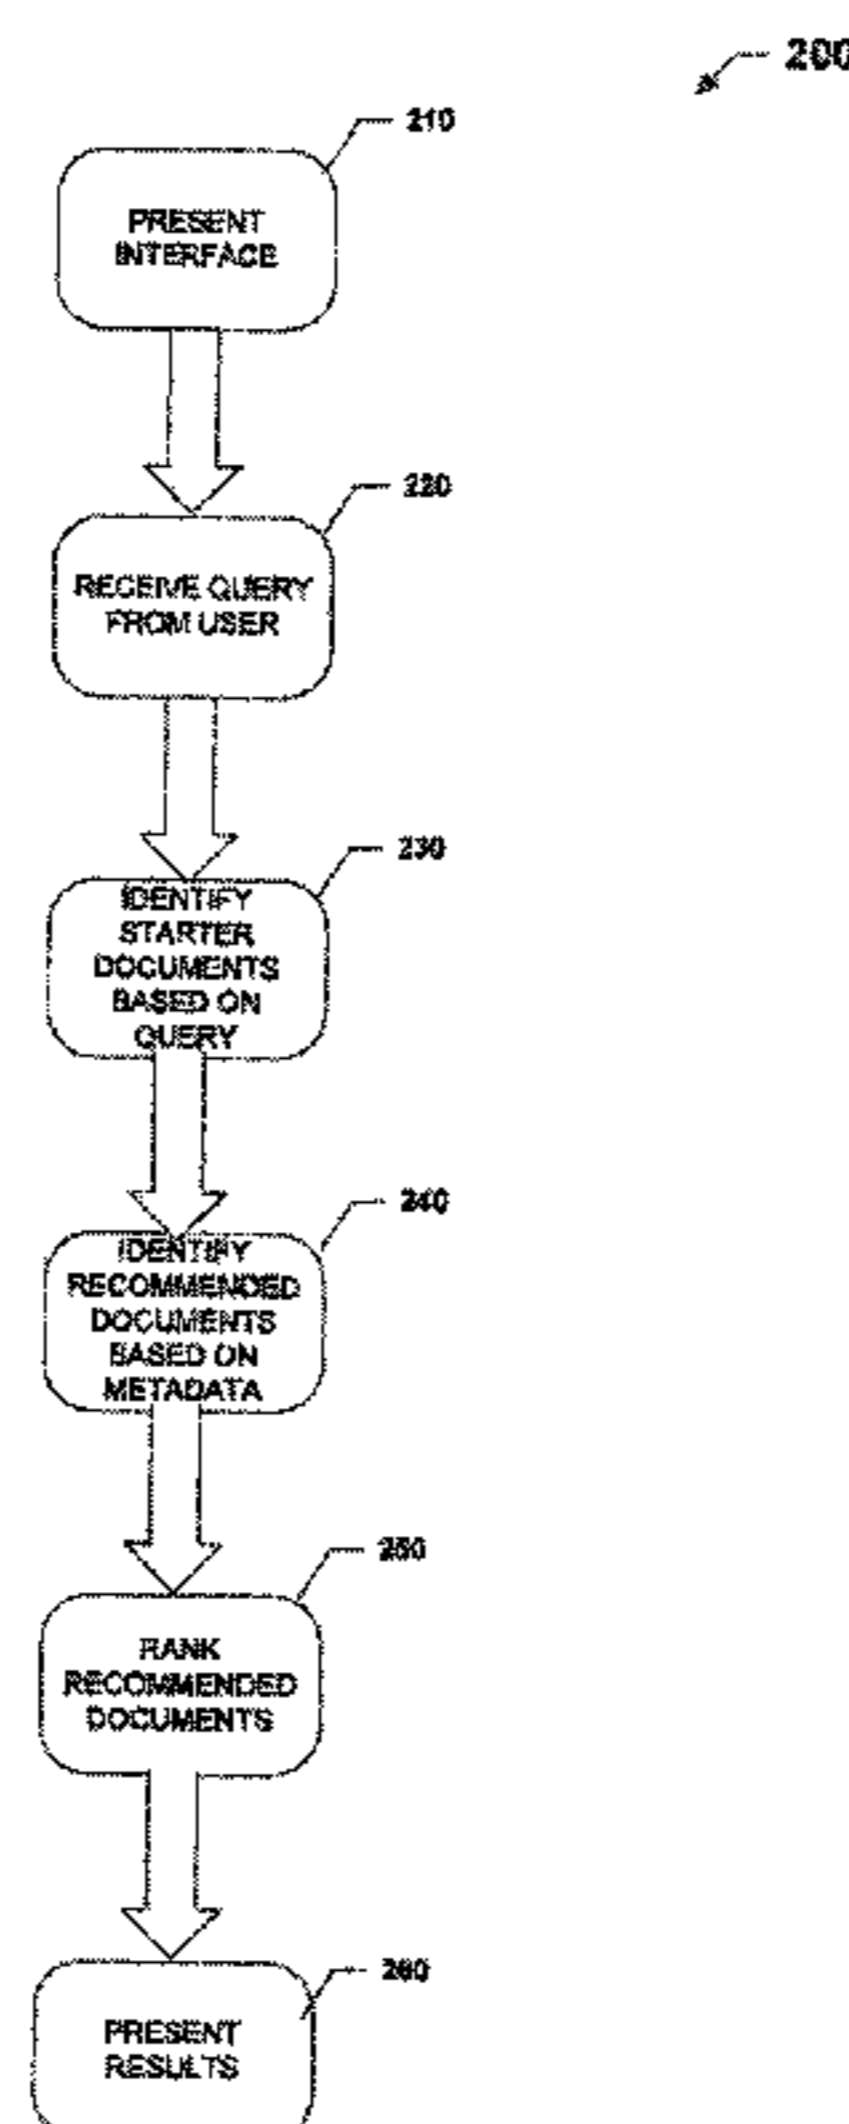 200
210
PRESENT
INTERFACE
220
RECEIVE QUERY
FROM USER
230
IDENTIFY
STARTER
DOCUMENTS
BASED ON
QUERY
240
IDENTIFY
RECOMMENDED
DOCUMENTS
BASED ON
METADATA
250
RANK
RECOMMENDED
DOCUMENTS
260
PRESENT
RESULTS